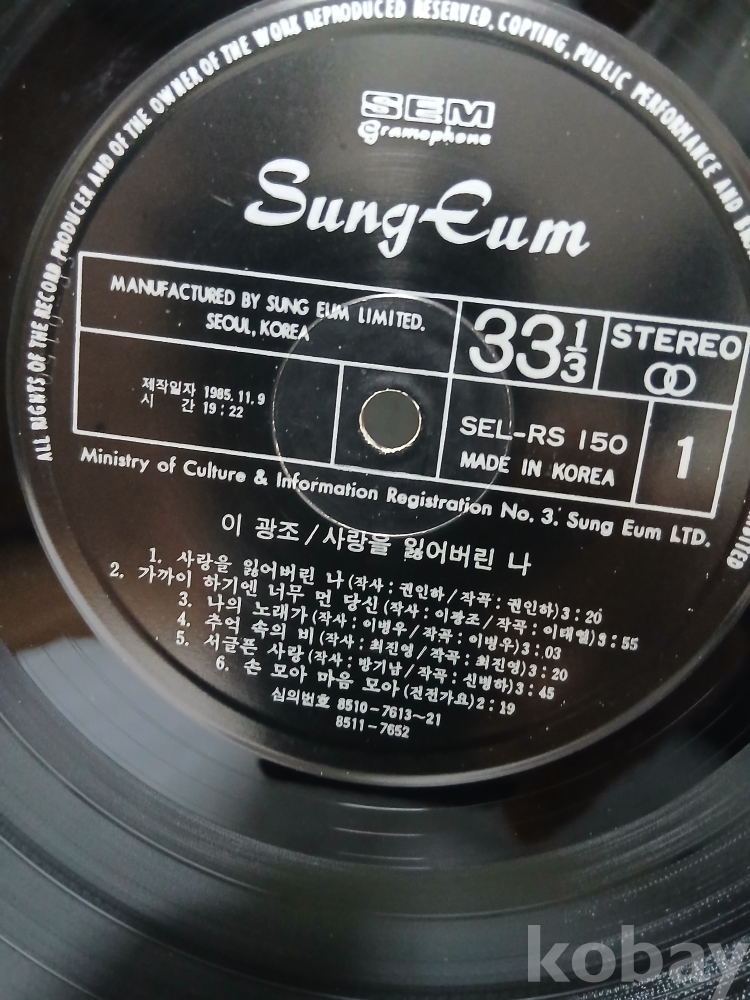 ALL RIGHTS OF THE RECORD PRODUCER AND OF THE OWNER OF THE WORK REPRODUCED RESERVED, COPTING, PUBLIC PERFORMANCE AND
SEM
Gramophone
Sung Eum
MANUFACTURED BY SUNG EUM LIMITED.
SEOUL, KOREA
33 1/3
STEREO
제작일자 1985.11.9
시 간 19:22
SEL-RS 150
MADE IN KOREA
1
Ministry of Culture & Information Registration No. 3. Sung Eum LTD.
이 광조 / 사랑을 잃어버린 나
1. 사랑을 잃어버린 나 (작사 : 권인하 / 작곡 : 권인하) 3 : 20
2. 가까이 하기엔 너무 먼 당신 (작사 : 이광조 / 작곡 : 이태열) 3 : 55
3. 나의 노래가 (작사 : 이병우 / 작곡 : 이병우) 3 : 03
4. 추억 속의 비 (작사 : 최진영 / 작곡 : 최진영) 3 : 20
5. 서글픈 사랑 (작사 : 방기남 / 작곡 : 신병하) 3 : 45
6. 손 모아 마음 모아 (건전가요) 2 : 19
심의번호 8510-7613~21
8511-7652
kobay